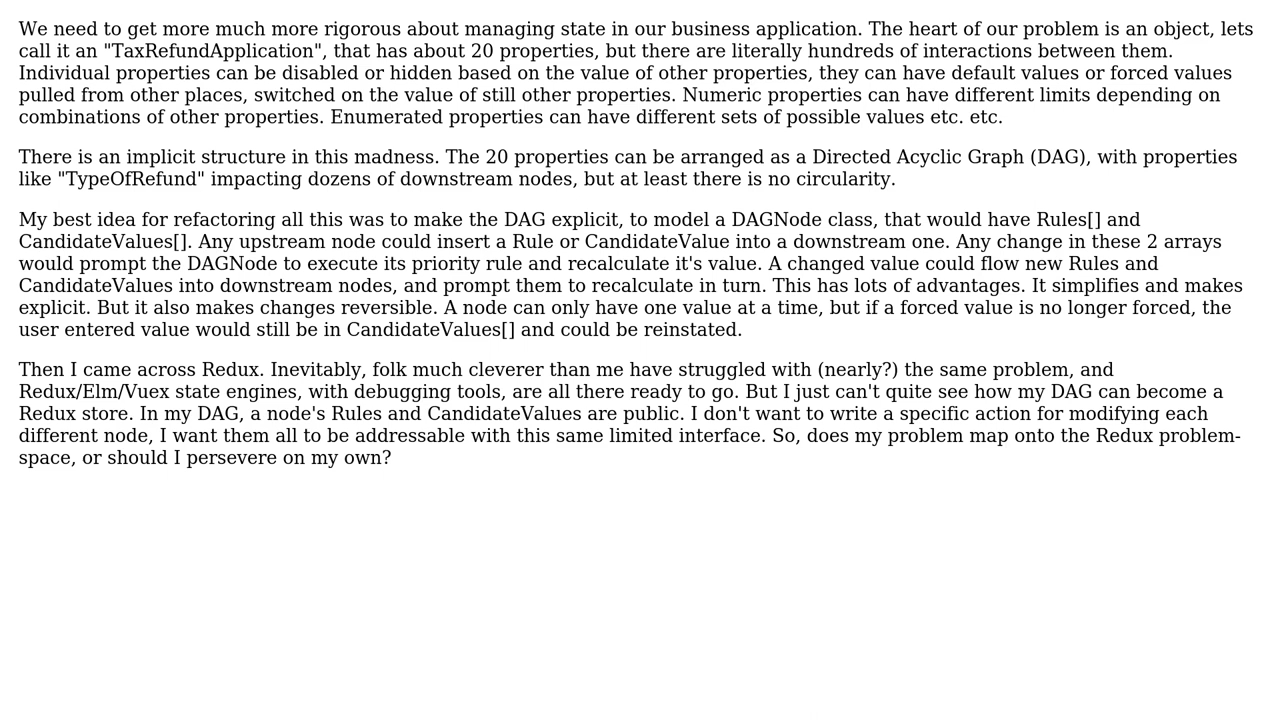 We need to get more much more rigorous about managing state in our business application. The heart of our problem is an object, lets
call it an "TaxRefundApplication", that has about 20 properties, but there are literally hundreds of interactions between them.
Individual properties can be disabled or hidden based on the value of other properties, they can have default values or forced values
pulled from other places, switched on the value of still other properties. Numeric properties can have different limits depending on
combinations of other properties. Enumerated properties can have different sets of possible values etc. etc.
There is an implicit structure in this madness. The 20 properties can be arranged as a Directed Acyclic Graph (DAG), with properties
like "TypeOfRefund" impacting dozens of downstream nodes, but at least there is no circularity.
My best idea for refactoring all this was to make the DAG explicit, to model a DAGNode class, that would have Rules[] and
CandidateValues[]. Any upstream node could insert a Rule or CandidateValue into a downstream one. Any change in these 2 arrays
would prompt the DAGNode to execute its priority rule and recalculate it's value. A changed value could flow new Rules and
CandidateValues into downstream nodes, and prompt them to recalculate in turn. This has lots of advantages. It simplifies and makes
explicit. But it also makes changes reversible. A node can only have one value at a time, but if a forced value is no longer forced, the
user entered value would still be in CandidateValues[] and could be reinstated.
Then I came across Redux. Inevitably, folk much cleverer than me have struggled with (nearly?) the same problem, and
Redux/Elm/Vuex state engines, with debugging tools, are all there ready to go. But I just can't quite see how my DAG can become a
Redux store. In my DAG, a node's Rules and CandidateValues are public. I don't want to write a specific action for modifying each
different node, I want them all to be addressable with this same limited interface. So, does my problem map onto the Redux problem-
space, or should I persevere on my own?